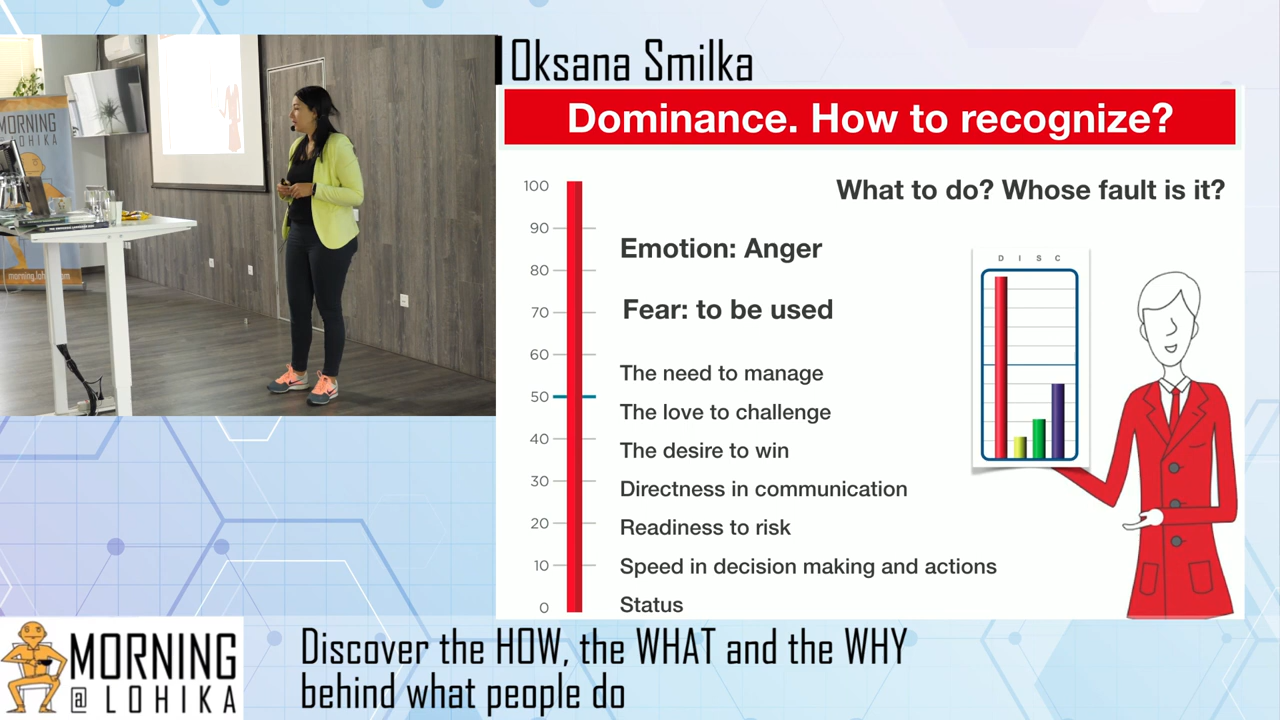 Oksana Smilka
MORNING
LOHIKA
Dominance. How to recognize?
What to do? Whose fault is it?
100
90
80
70
60
50
40
30
20
10
0
Emotion: Anger
Fear: to be used
The need to manage
The love to challenge
The desire to win
Directness in communication
Readiness to risk
Speed in decision making and actions
Status
D I S C
MORNING
@ LOHIKA
Discover the HOW, the WHAT and the WHY
behind what people do